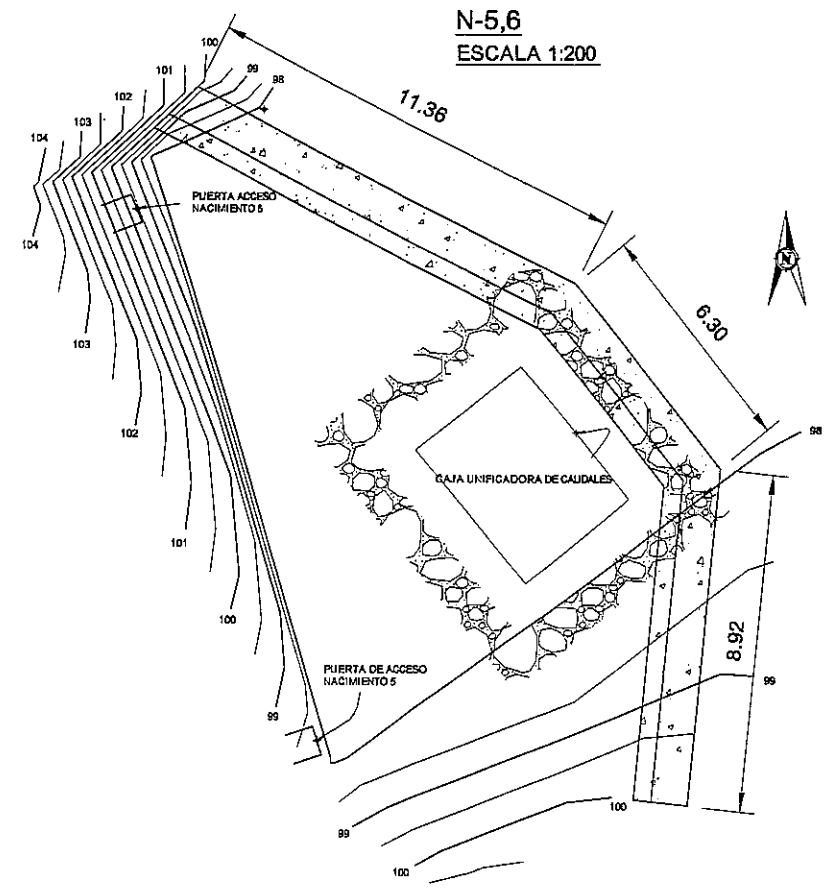 N-5,6
ESCALA 1:200
100
99
98
101
102
103
104
11.36
PUERTA ACCESO
NACIMIENTO 6
104
N
6.30
103
98
102
CAJA UNIFICADORA DE CAUDALES
101
100
8.92
PUERTA DE ACCESO
NACIMIENTO 5
99
99
100
99
100